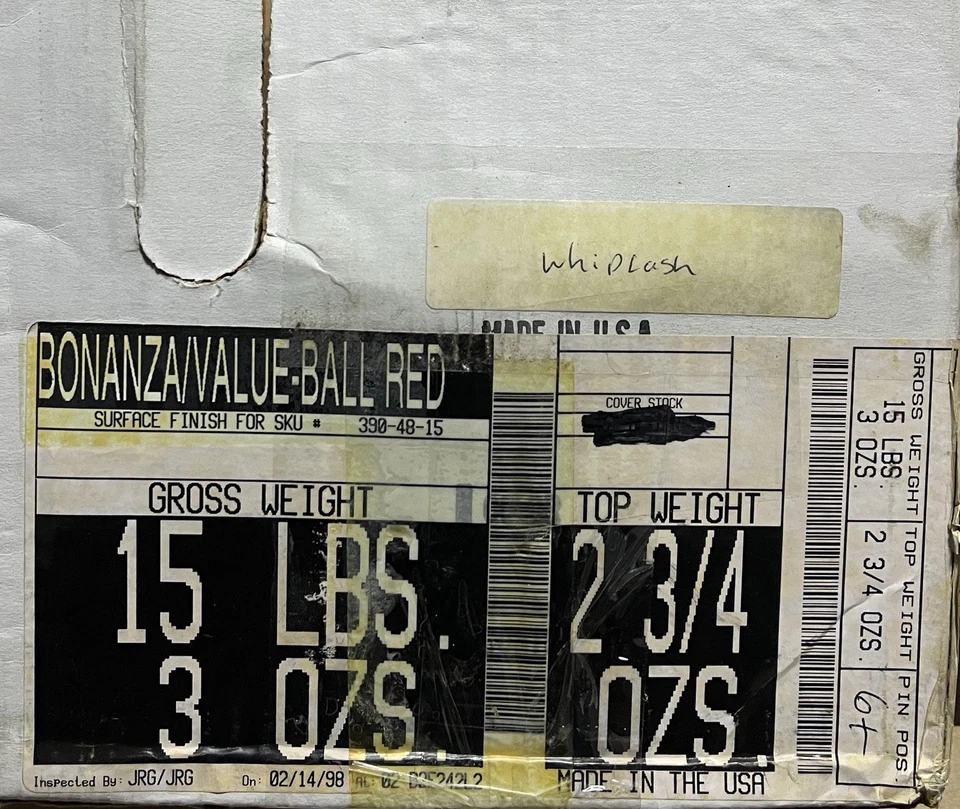 whiplash
MADE IN U.S.A
BONANZA/VALUE-BALL RED
SURFACE FINISH FOR SKU # 390-48-15
COVER STOCK
GROSS WEIGHT
15 LBS.
3 OZS.
TOP WEIGHT
2 3/4
OZS.
Inspected By: JRG/JRG On: 02/14/98 02
MADE IN THE USA
GROSS WEIGHT TOP WEIGHT PIN POS.
15 LBS 2 3/4 OZS.
3 OZS.